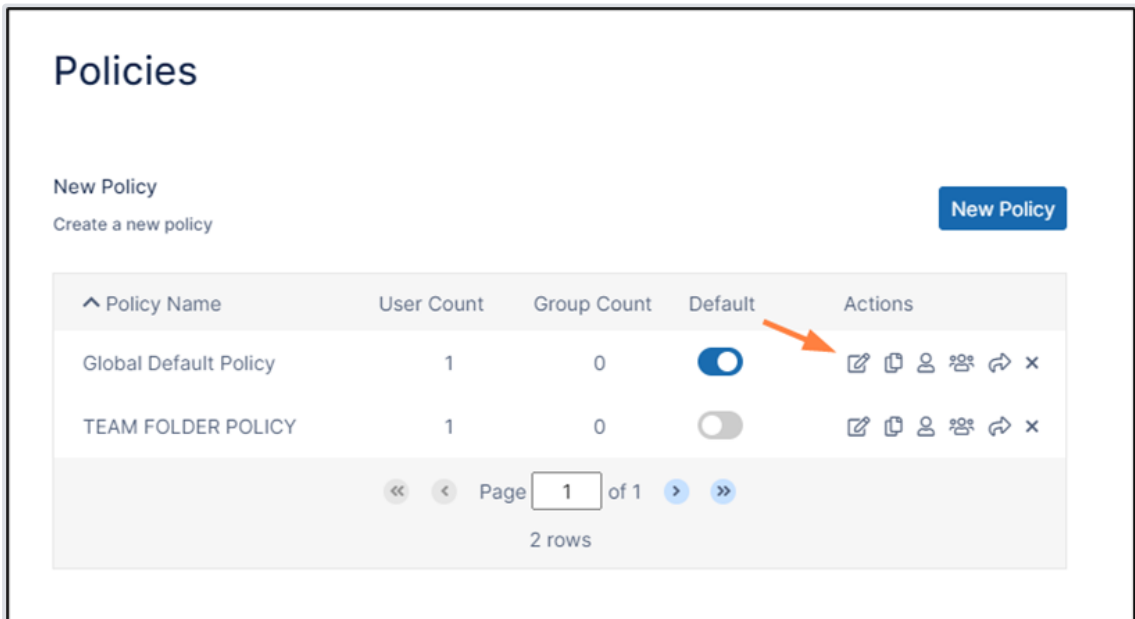 Policies
New Policy
Create a new policy
New Policy
Policy Name User Count Group Count Default Actions
Global Default Policy 1 0
TEAM FOLDER POLICY 1 0
Page 1 of 1
2 rows